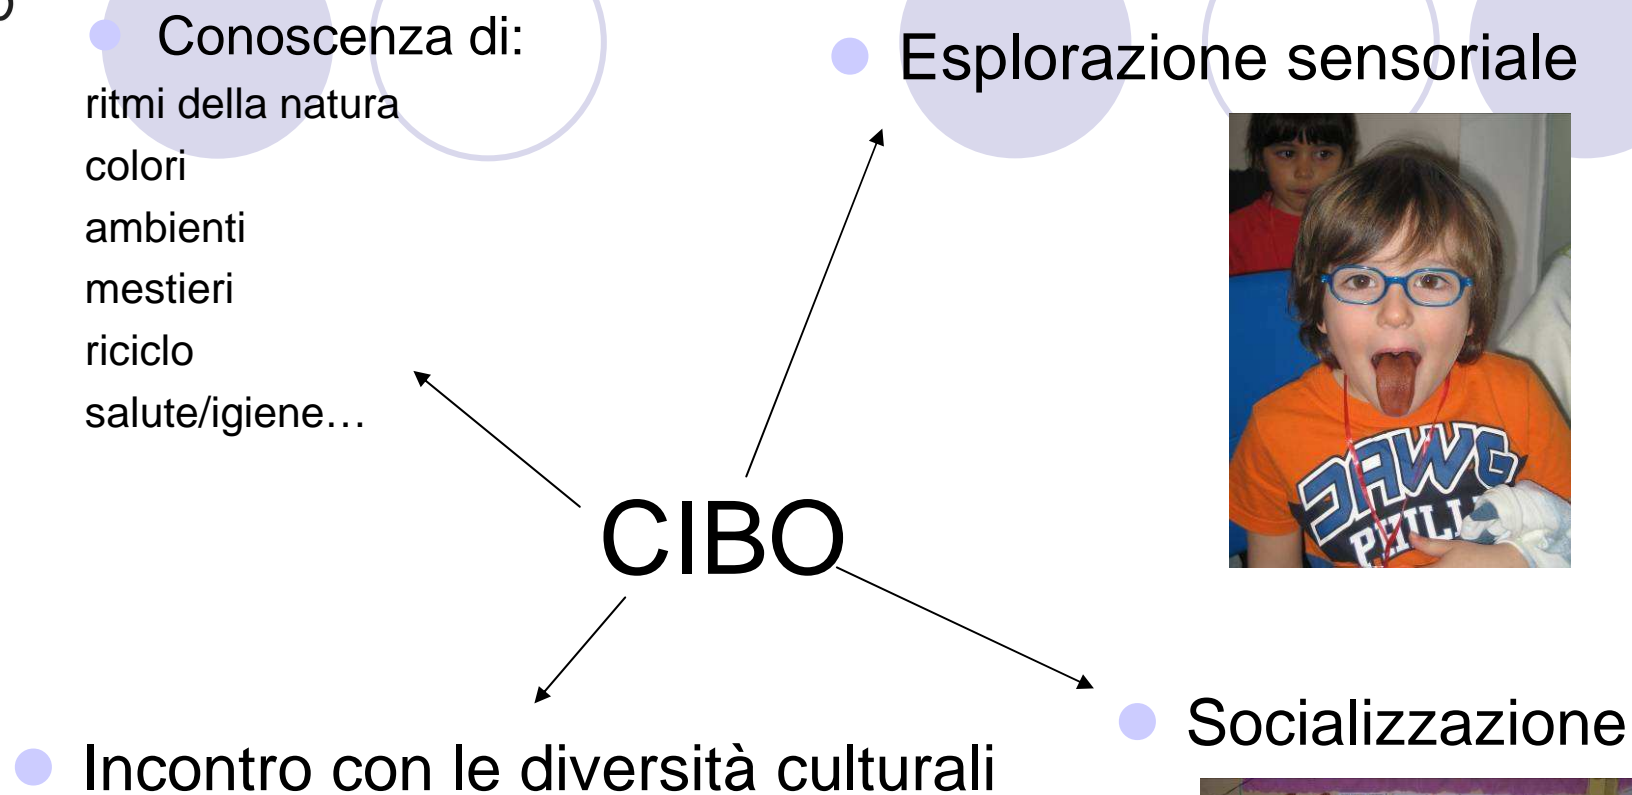 Conoscenza di:
ritmi della natura
colori
ambienti
mestieri
riciclo
salute/igiene…
Esplorazione sensoriale
DAWG
CIBO
Socializzazione
Incontro con le diversità culturali